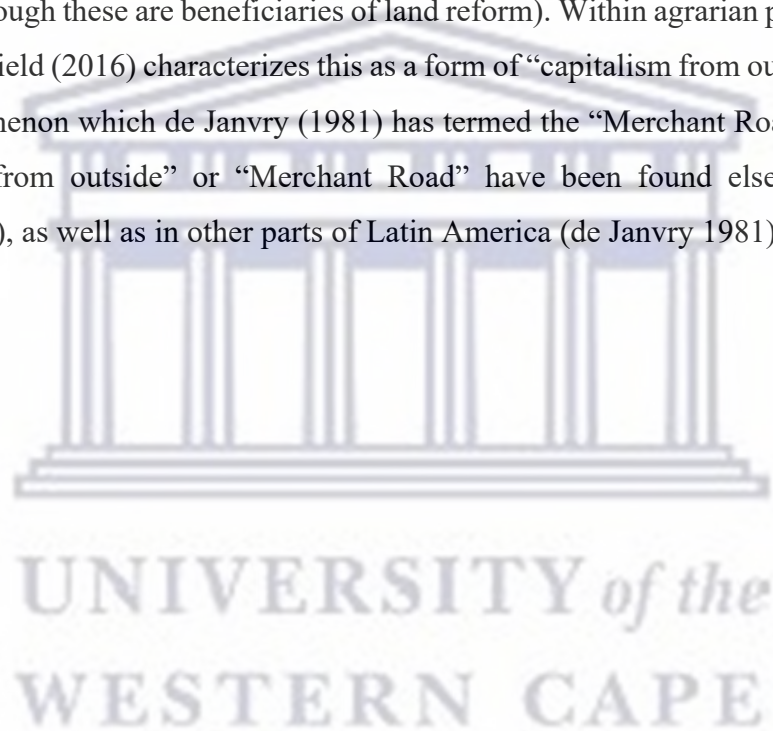 ough these are beneficiaries of land reform). Within agrarian p
ield (2016) characterizes this as a form of “capitalism from ou
nenon which de Janvry (1981) has termed the “Merchant Roa
from outside” or “Merchant Road” have been found else
), as well as in other parts of Latin America (de Janvry 1981)
UNIVERSITY of the
WESTERN CAPE